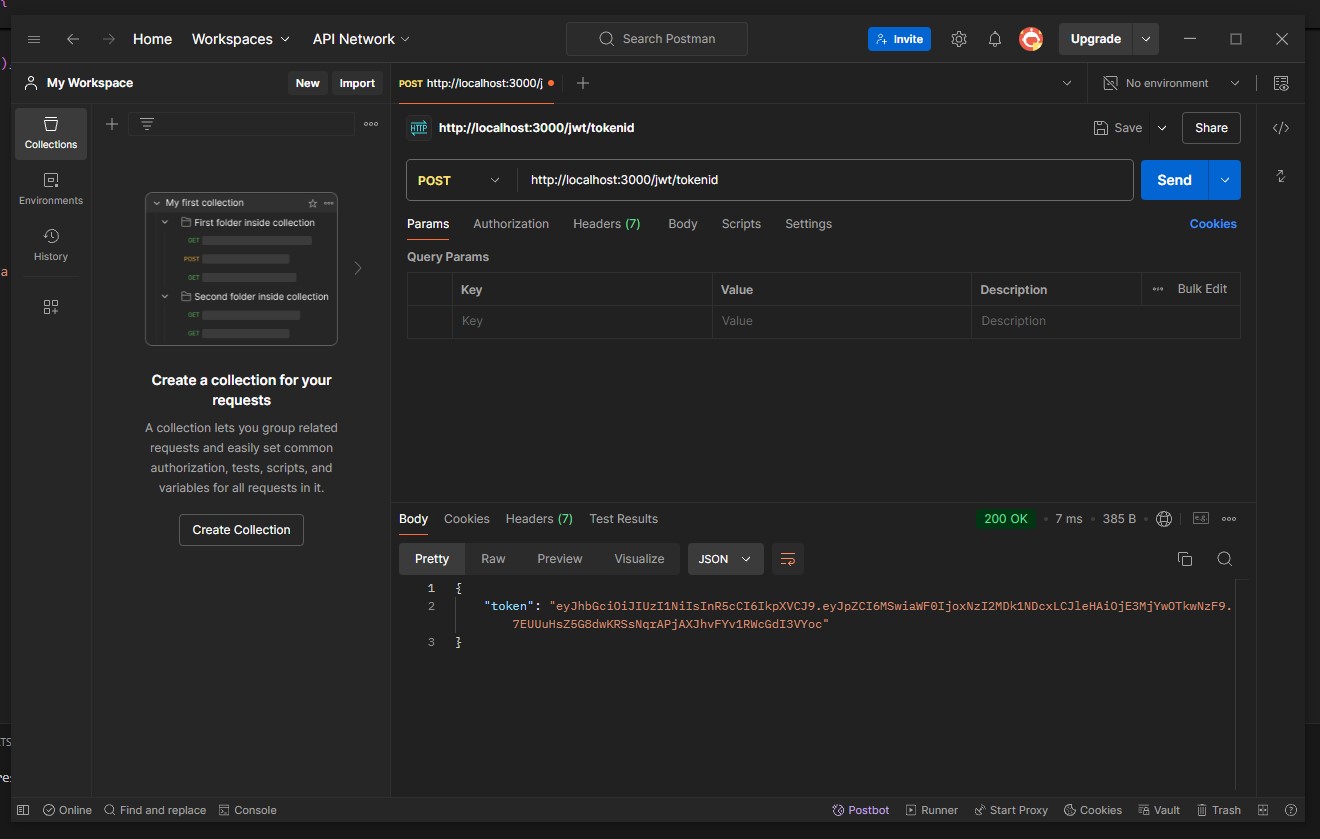 Home
Workspaces
API Network
Search Postman
Invite
Upgrade
My Workspace
New
Import
POST http://localhost:3000/j
No environment
Collections
Environments
History
My first collection
First folder inside collection
GET
POST
GET
Second folder inside collection
GET
GET
Create a collection for your
requests
A collection lets you group related
requests and easily set common
authorization, tests, scripts, and
variables for all requests in it.
Create Collection
HTTP http://localhost:3000/jwt/tokenid
Save
Share
POST
http://localhost:3000/jwt/tokenid
Send
Params
Authorization
Headers (7)
Body
Scripts
Settings
Cookies
Query Params
Key
Value
Description
Bulk Edit
Key
Value
Description
Body
Cookies
Headers (7)
Test Results
200 OK
7 ms
385 B
Pretty
Raw
Preview
Visualize
JSON
1 {
2 "token": "eyJhbGciOiJIUzI1NiIsInR5cCI6IkpXVCJ9.eyJpZCI6MSwiaWF0IjoxNzI2MDk1NDcxLCJleHAiOjE3MjYwOTkwNzF9.
7EUUuHsZ5G8dwKRSsNqrAPjAXJhvFYv1RWcGdI3VYoc"
3 }
Online
Find and replace
Console
Postbot
Runner
Start Proxy
Cookies
Vault
Trash